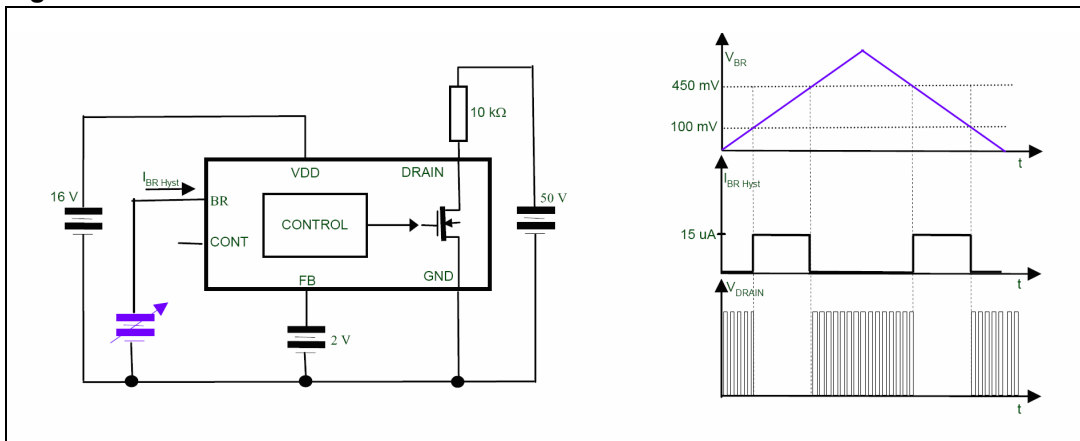 10 kΩ
VDD
DRAIN
I BR Hyst
16 V
BR
50 V
CONTROL
CONT
GND
FB
2 V
V BR
450 mV
100 mV
t
I BR Hyst
15 uA
t
V DRAIN
t